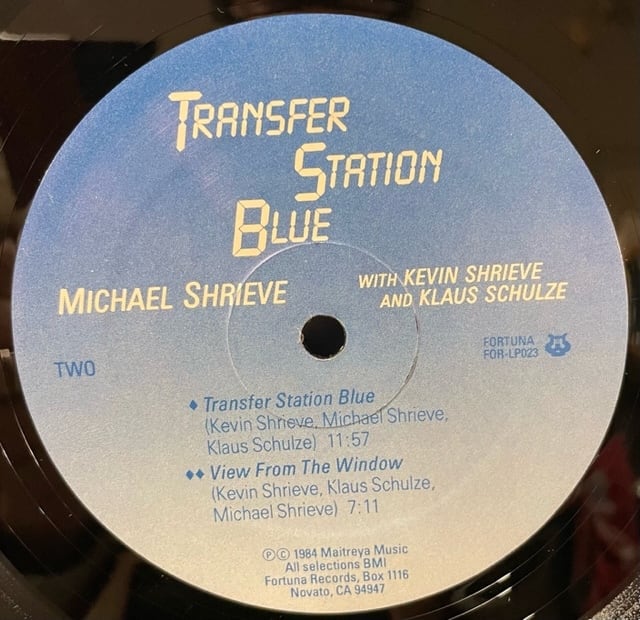 TRANSFER
STATION
BLUE
MICHAEL SHRIEVE
WITH KEVIN SHRIEVE
AND KLAUS SCHULZE
TWO
FORTUNA
FOR-LP023
♦ Transfer Station Blue
(Kevin Shrieve, Michael Shrieve,
Klaus Schulze) 11:57
♦♦ View From The Window
(Kevin Shrieve, Klaus Schulze,
Michael Shrieve) 7:11
Ⓟ© 1984 Maitreya Music
All selections BMI
Fortuna Records, Box 1116
Novato, CA 94947